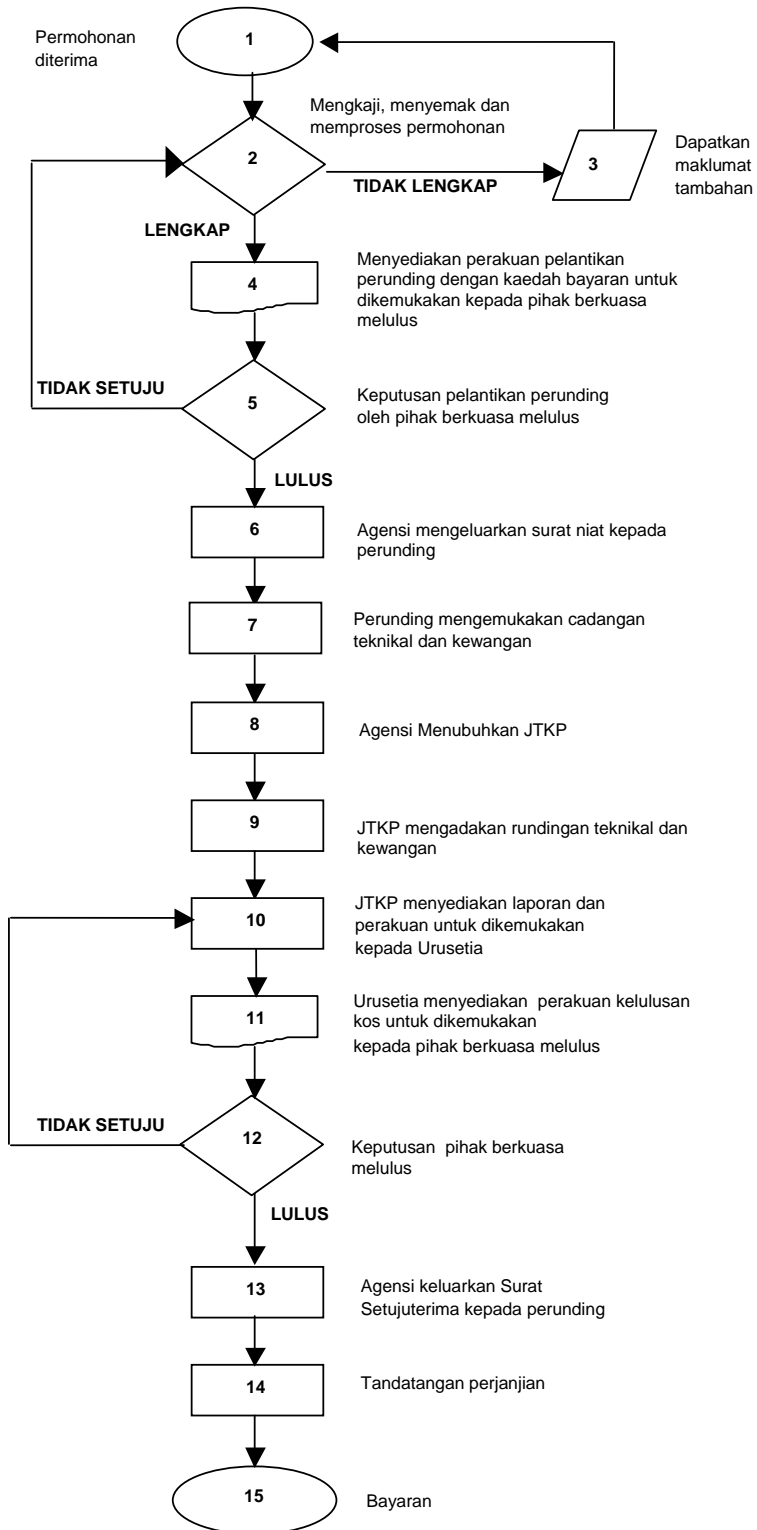 Permohonan
diterima
1
Mengkaji, menyemak dan
memproses permohonan
2
TIDAK LENGKAP
3
Dapatkan
maklumat
tambahan
LENGKAP
4
Menyediakan perakuan pelantikan
perunding dengan kaedah bayaran untuk
dikemukakan kepada pihak berkuasa
melulus
TIDAK SETUJU
5
Keputusan pelantikan perunding
oleh pihak berkuasa melulus
LULUS
6
Agensi mengeluarkan surat niat kepada
perunding
7
Perunding mengemukakan cadangan
teknikal dan kewangan
8
Agensi Menubuhkan JTKP
9
JTKP mengadakan rundingan teknikal dan
kewangan
10
JTKP menyediakan laporan dan
perakuan untuk dikemukakan
kepada Urusetia
11
Urusetia menyediakan perakuan kelulusan
kos untuk dikemukakan
kepada pihak berkuasa melulus
TIDAK SETUJU
12
Keputusan pihak berkuasa
melulus
LULUS
13
Agensi keluarkan Surat
Setujuterima kepada perunding
14
Tandatangan perjanjian
15
Bayaran